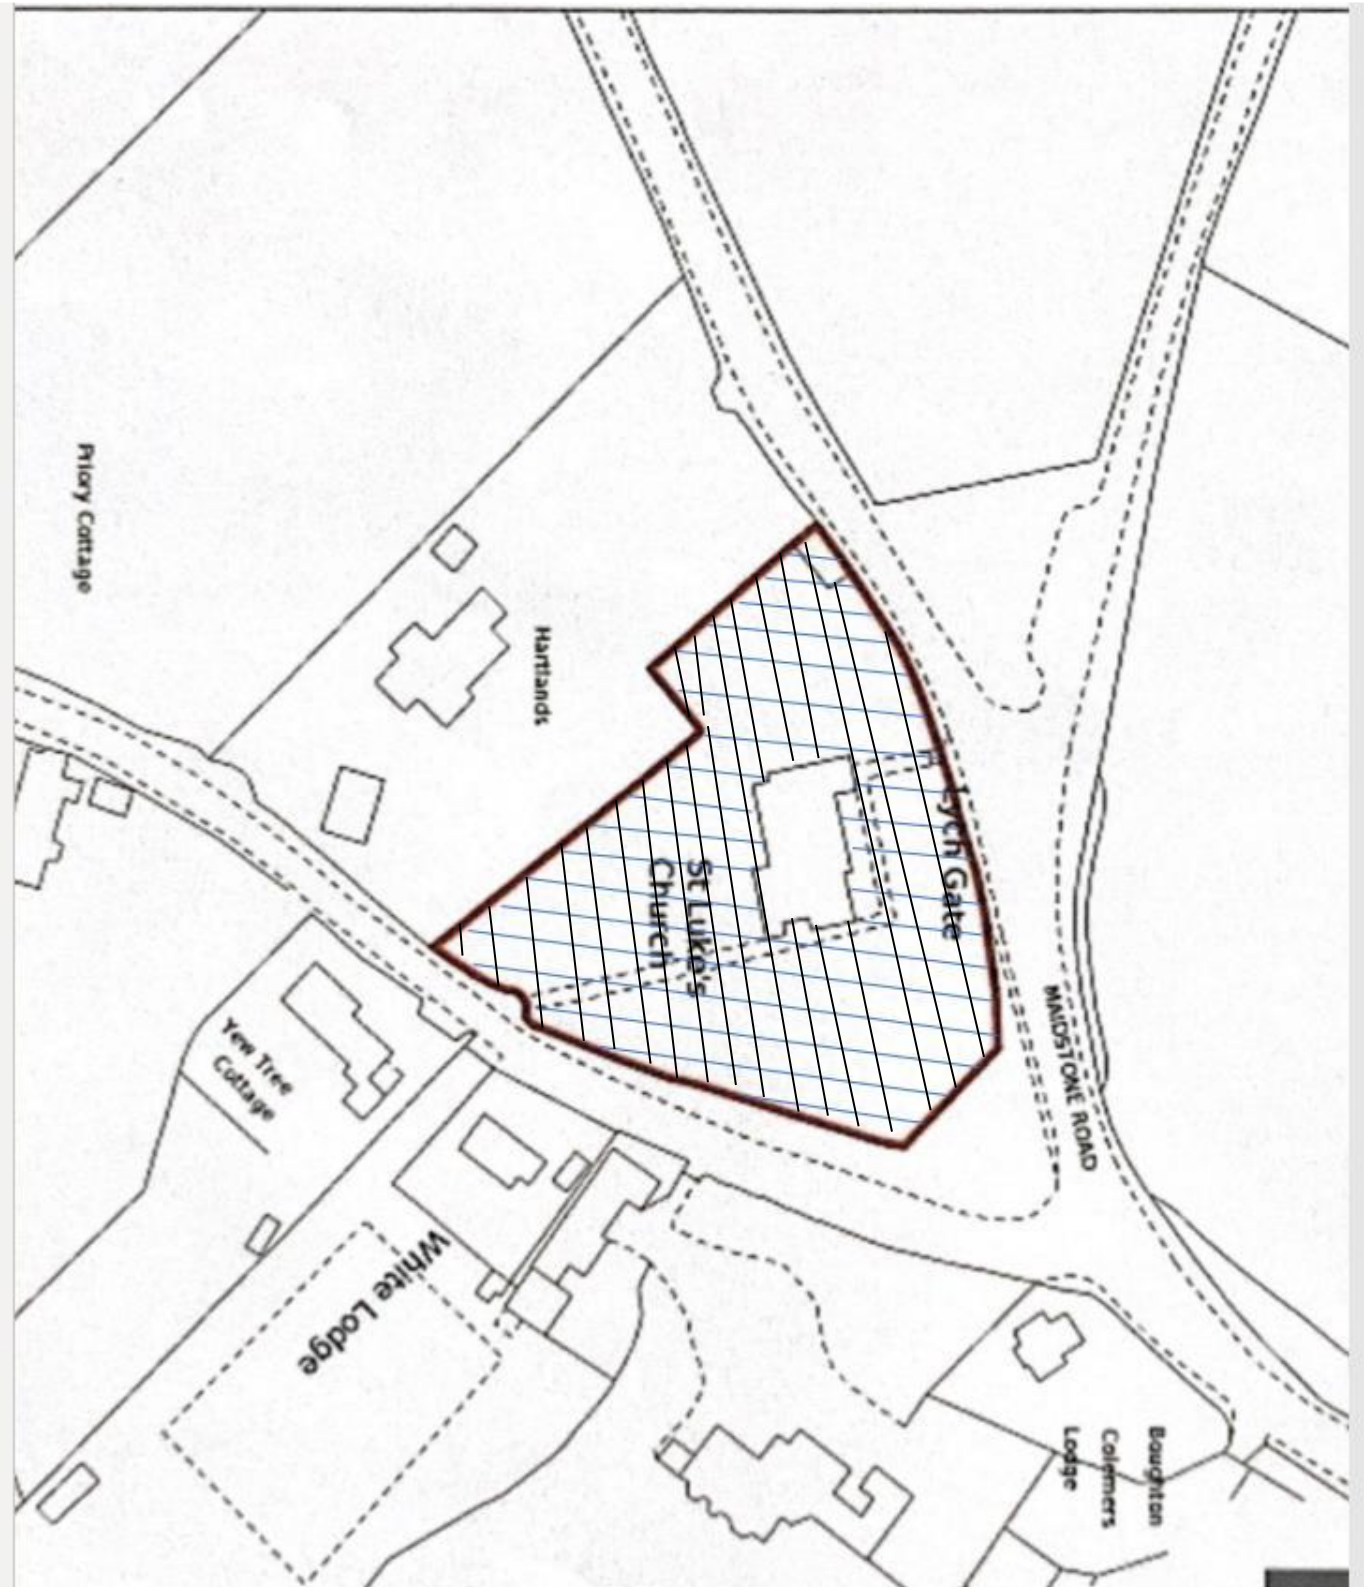 Priory Cottage
Hartlands
Lych Gate
St Luke's
Church
MAIDSTONE ROAD
Yew Tree
Cottage
White Lodge
Boughton
Colemers
Lodge